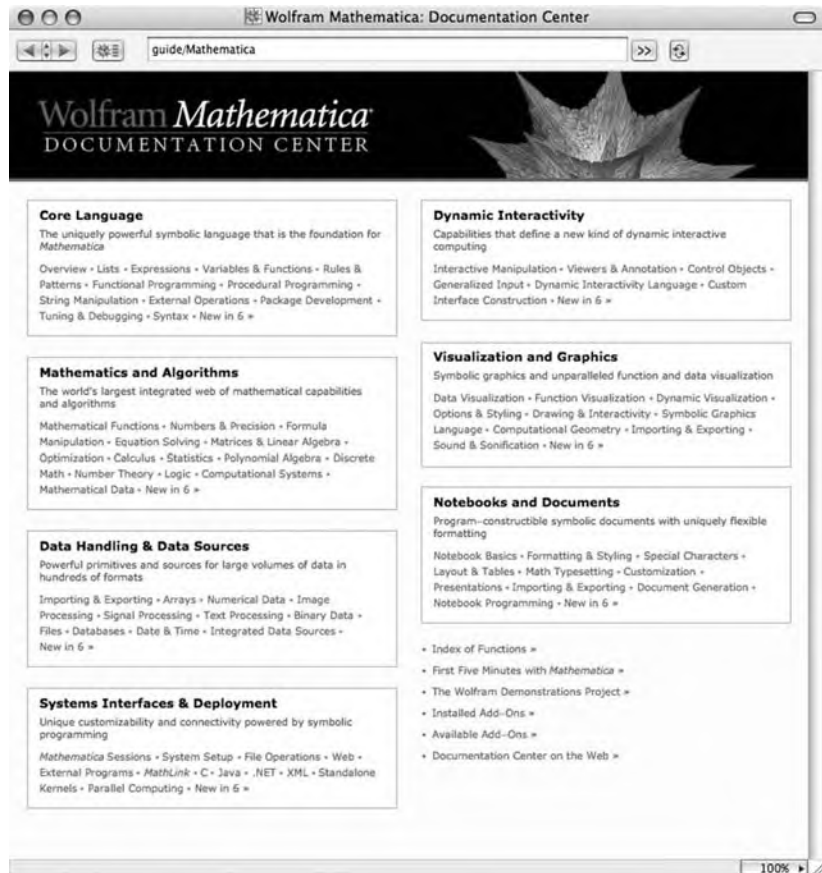 Wolfram Mathematica: Documentation Center
guide/Mathematica
>>
Wolfram Mathematica
DOCUMENTATION CENTER
Core Language
The uniquely powerful symbolic language that is the foundation for
Mathematica
Overview • Lists • Expressions • Variables & Functions • Rules &
Patterns • Functional Programming • Procedural Programming •
String Manipulation • External Operations • Package Development •
Tuning & Debugging • Syntax • New in 6 »
Mathematics and Algorithms
The world's largest integrated web of mathematical capabilities
and algorithms
Mathematical Functions • Numbers & Precision • Formula
Manipulation • Equation Solving • Matrices & Linear Algebra •
Optimization • Calculus • Statistics • Polynomial Algebra • Discrete
Math • Number Theory • Logic • Computational Systems •
Mathematical Data • New in 6 »
Data Handling & Data Sources
Powerful primitives and sources for large volumes of data in
hundreds of formats
Importing & Exporting • Arrays • Numerical Data • Image
Processing • Signal Processing • Text Processing • Binary Data •
Files • Databases • Date & Time • Integrated Data Sources •
New in 6 »
Systems Interfaces & Deployment
Unique customizability and connectivity powered by symbolic
programming
Mathematica Sessions • System Setup • File Operations • Web •
External Programs • MathLink • C • Java • .NET • XML • Standalone
Kernels • Parallel Computing • New in 6 »
Dynamic Interactivity
Capabilities that define a new kind of dynamic interactive
computing
Interactive Manipulation • Viewers & Annotation • Control Objects •
Generalized Input • Dynamic Interactivity Language • Custom
Interface Construction • New in 6 »
Visualization and Graphics
Symbolic graphics and unparalleled function and data visualization
Data Visualization • Function Visualization • Dynamic Visualization •
Options & Styling • Drawing & Interactivity • Symbolic Graphics
Language • Computational Geometry • Importing & Exporting •
Sound & Sonification • New in 6 »
Notebooks and Documents
Program-constructible symbolic documents with uniquely flexible
formatting
Notebook Basics • Formatting & Styling • Special Characters •
Layout & Tables • Math Typesetting • Customization •
Presentations • Importing & Exporting • Document Generation •
Notebook Programming • New in 6 »
• Index of Functions »
• First Five Minutes with Mathematica »
• The Wolfram Demonstrations Project »
• Installed Add-Ons »
• Available Add-Ons »
• Documentation Center on the Web »
100%